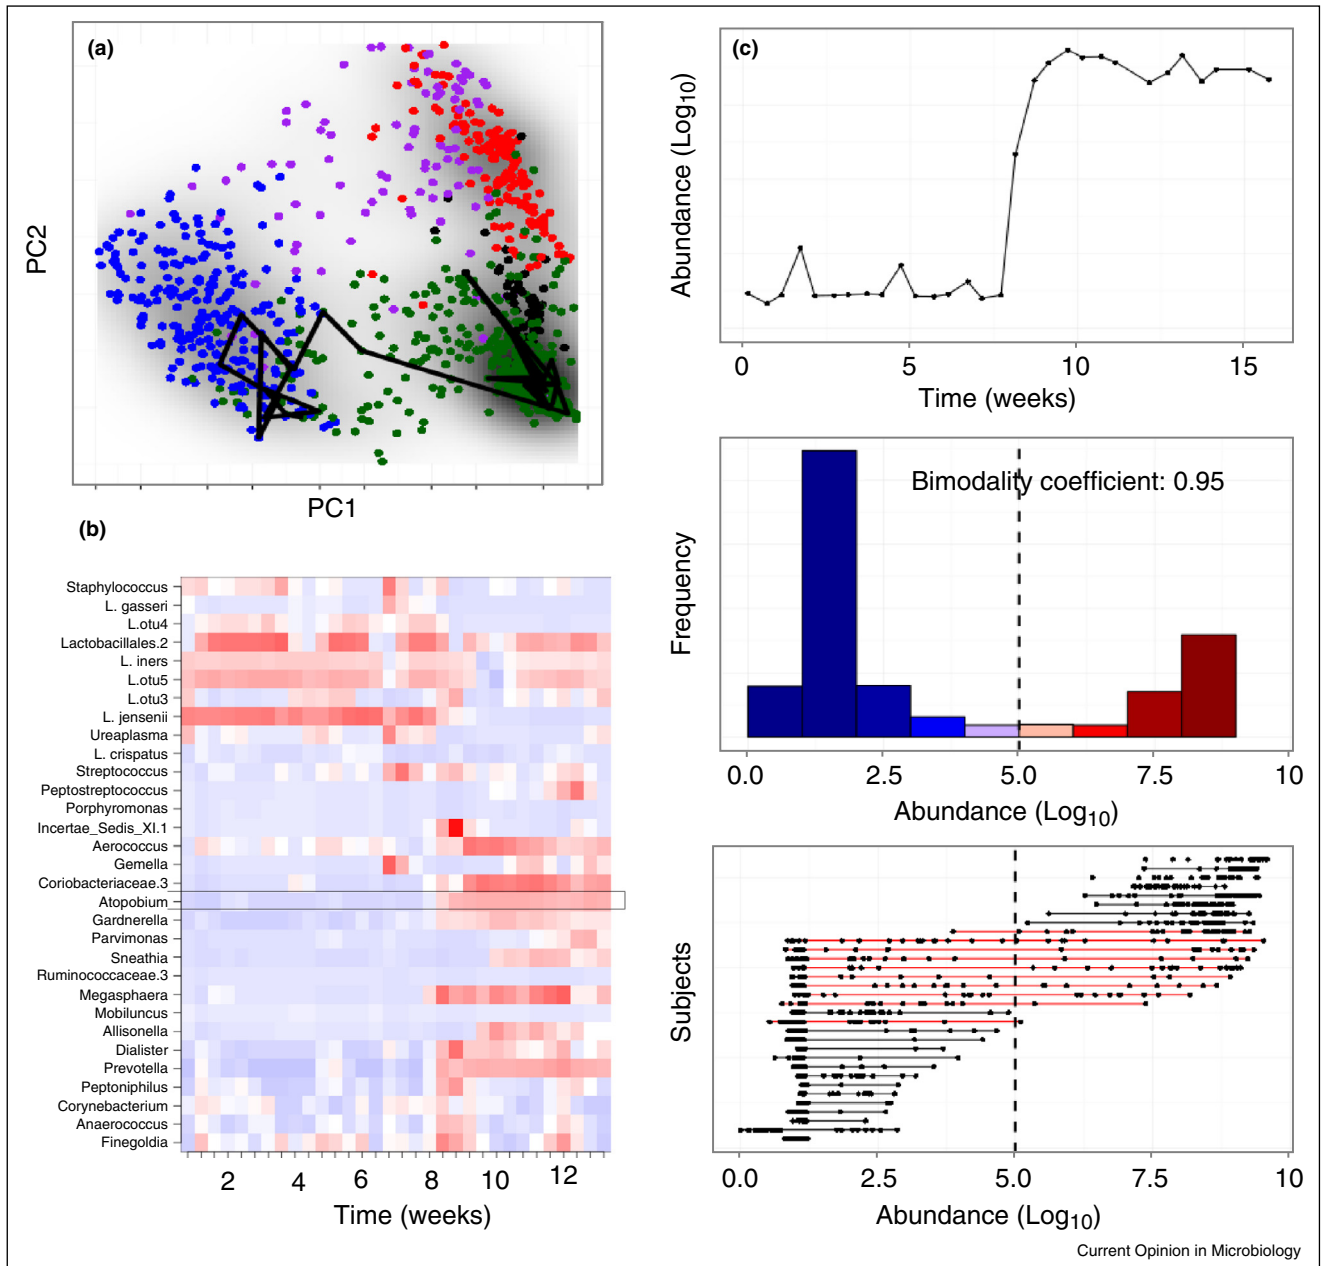 (a)
PC2
PC1
(b)
Staphylococcus
L. gasseri
L.otu4
Lactobacillales.2
L. iners
L.otu5
L.otu3
L. jensenii
Ureaplasma
L. crispatus
Streptococcus
Peptostreptococcus
Porphyromonas
Incertae_Sedis_XI.1
Aerococcus
Gemella
Coriobacteriaceae.3
Atopobium
Gardnerella
Parvimonas
Sneathia
Ruminococcaceae.3
Megasphaera
Mobiluncus
Allisonella
Dialister
Prevotella
Peptoniphilus
Corynebacterium
Anaerococcus
Finegoldia
2 4 6 8 10 12
Time (weeks)
(c)
Abundance (Log10)
0 5 10 15
Time (weeks)
Bimodality coefficient: 0.95
Frequency
0.0 2.5 5.0 7.5 10
Abundance (Log10)
Subjects
0.0 2.5 5.0 7.5 10
Abundance (Log10)
Current Opinion in Microbiology